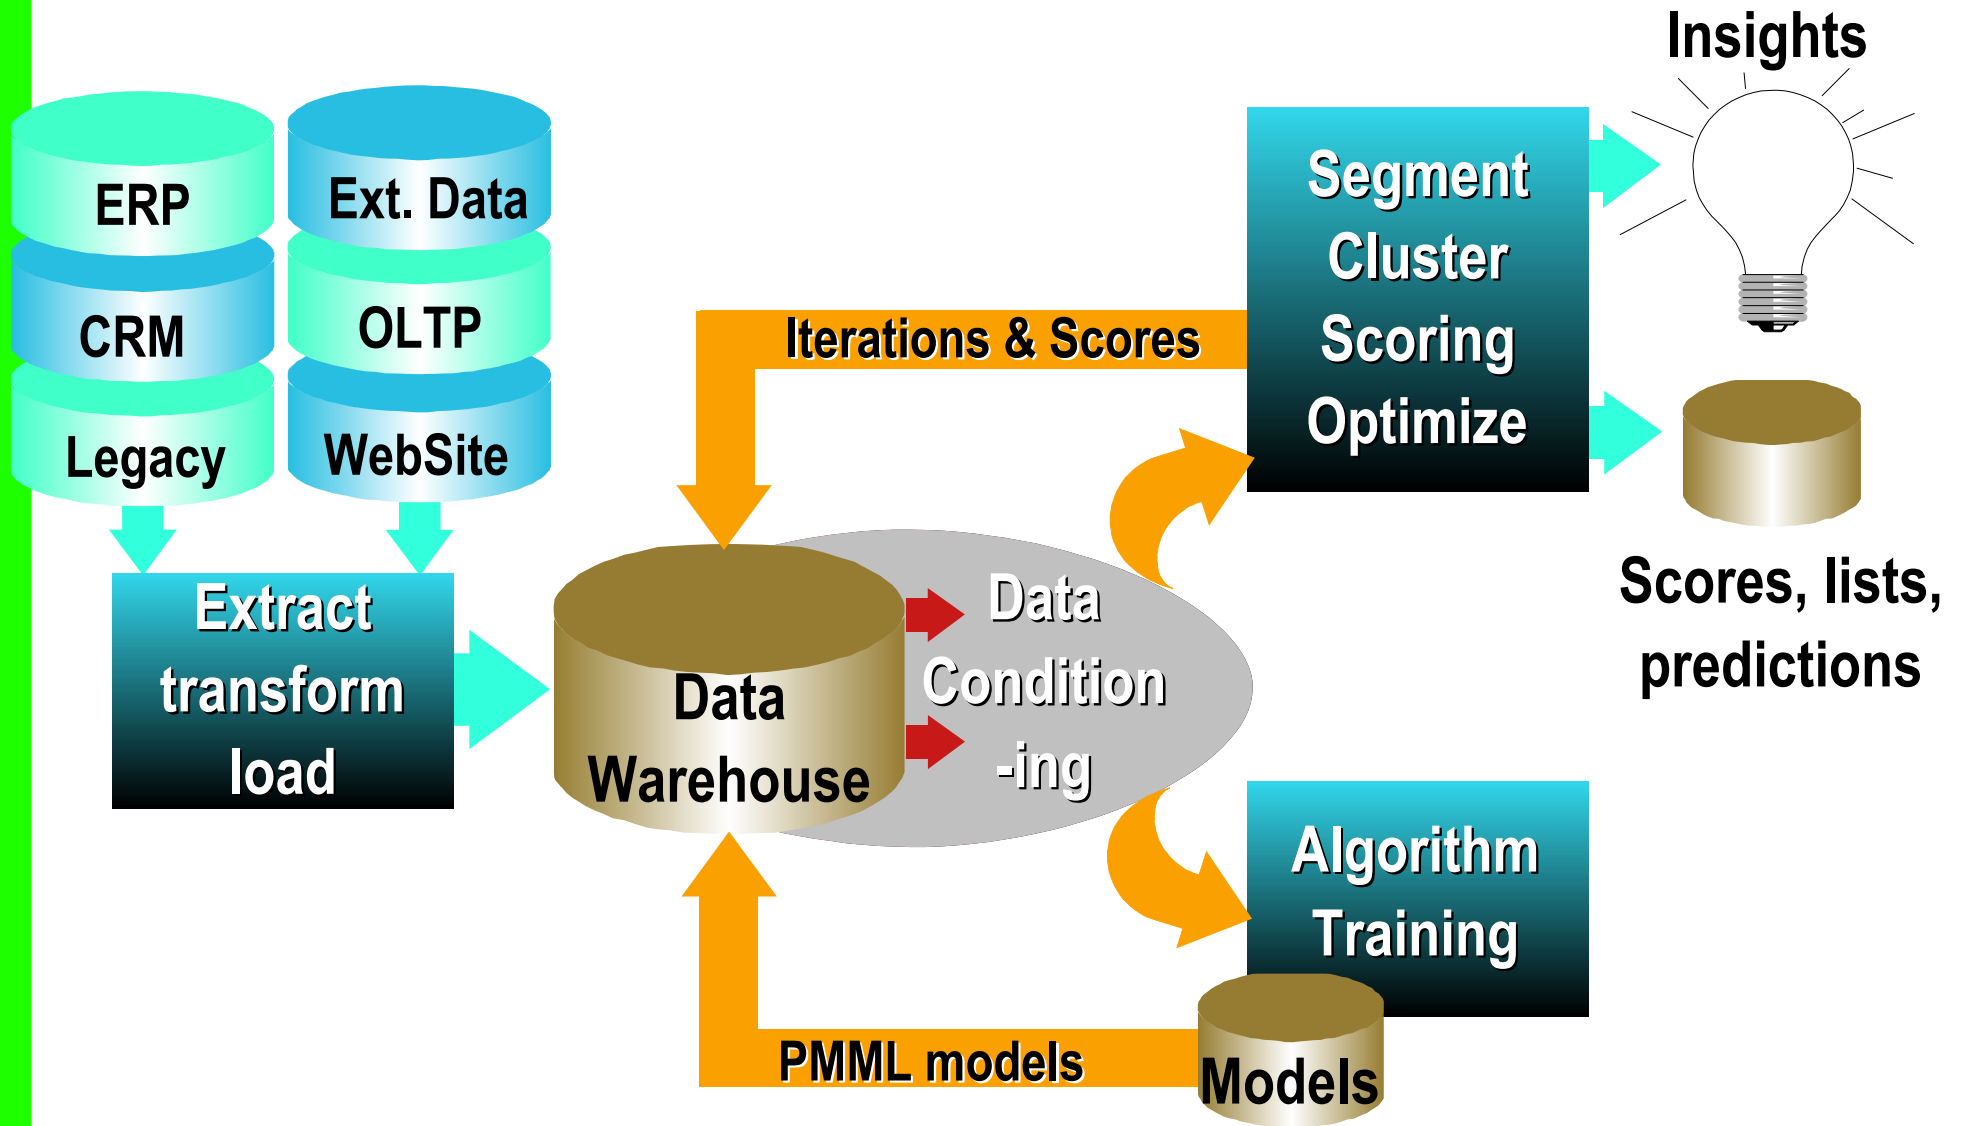 Insights
ERP
Ext. Data
CRM
OLTP
Legacy
WebSite
Extract
transform
load
Data
Warehouse
Data
Condition
-ing
Iterations & Scores
Segment
Cluster
Scoring
Optimize
Scores, lists,
predictions
Algorithm
Training
Models
PMML models